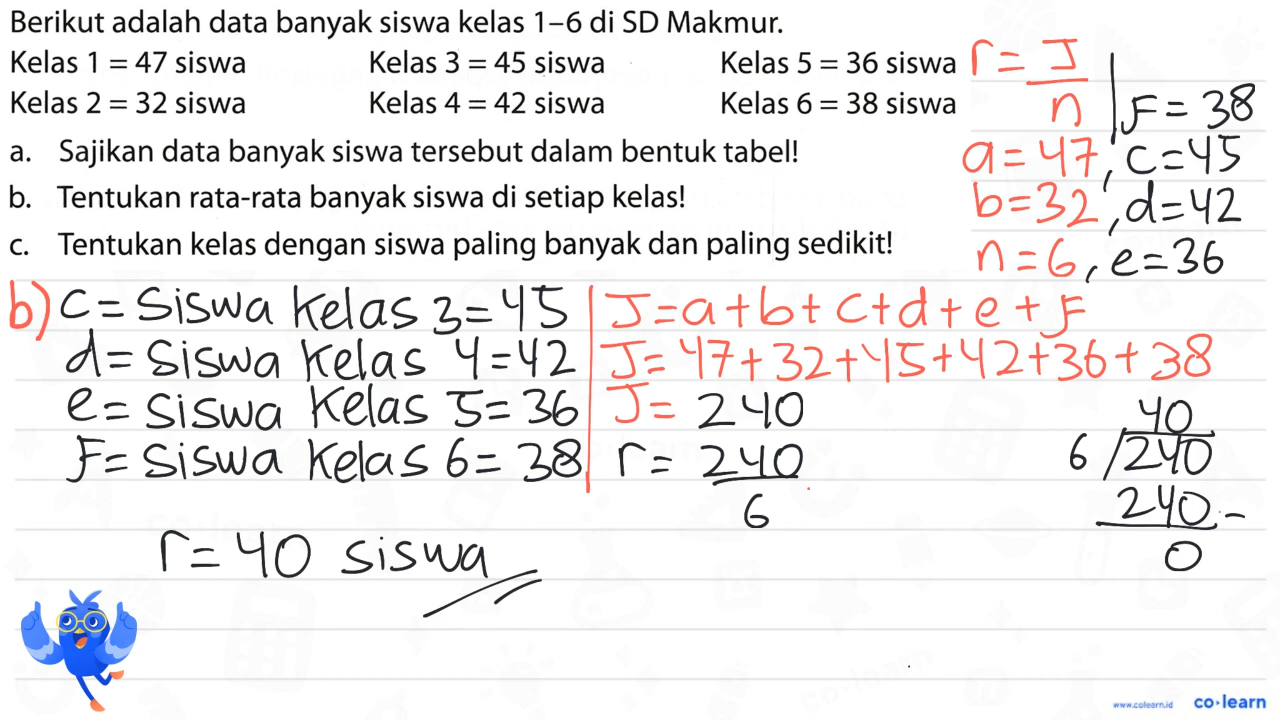 Berikut adalah data banyak siswa kelas 1–6 di SD Makmur.
Kelas 1 = 47 siswa Kelas 3 = 45 siswa Kelas 5 = 36 siswa
Kelas 2 = 32 siswa Kelas 4 = 42 siswa Kelas 6 = 38 siswa
a. Sajikan data banyak siswa tersebut dalam bentuk tabel!
b. Tentukan rata-rata banyak siswa di setiap kelas!
c. Tentukan kelas dengan siswa paling banyak dan paling sedikit!
r = J
n
F = 38
a = 47, c = 45
b = 32, d = 42
n = 6, e = 36
b) c = siswa kelas 3 = 45
d = siswa kelas 4 = 42
e = siswa kelas 5 = 36
F = siswa kelas 6 = 38
J = a + b + c + d + e + F
J = 47 + 32 + 45 + 42 + 36 + 38
J = 240
r = 240
6
40
6 / 240
240 -
0
r = 40 siswa
www.colearn.id co·learn